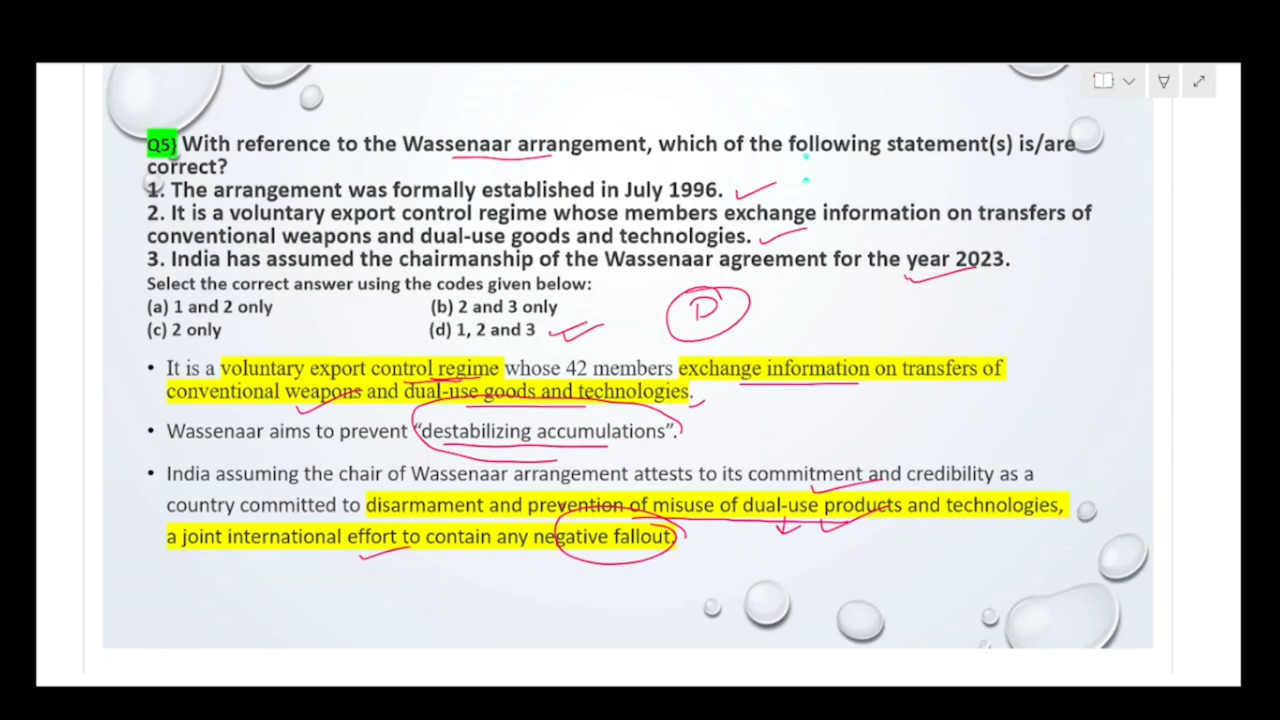 Q5} With reference to the Wassenaar arrangement, which of the following statement(s) is/are
correct?
1. The arrangement was formally established in July 1996.
2. It is a voluntary export control regime whose members exchange information on transfers of
conventional weapons and dual-use goods and technologies.
3. India has assumed the chairmanship of the Wassenaar agreement for the year 2023.
Select the correct answer using the codes given below:
(a) 1 and 2 only (b) 2 and 3 only
(c) 2 only (d) 1, 2 and 3
D
• It is a voluntary export control regime whose 42 members exchange information on transfers of
conventional weapons and dual-use goods and technologies.
• Wassenaar aims to prevent “destabilizing accumulations”.
• India assuming the chair of Wassenaar arrangement attests to its commitment and credibility as a
country committed to disarmament and prevention of misuse of dual-use products and technologies,
a joint international effort to contain any negative fallout.